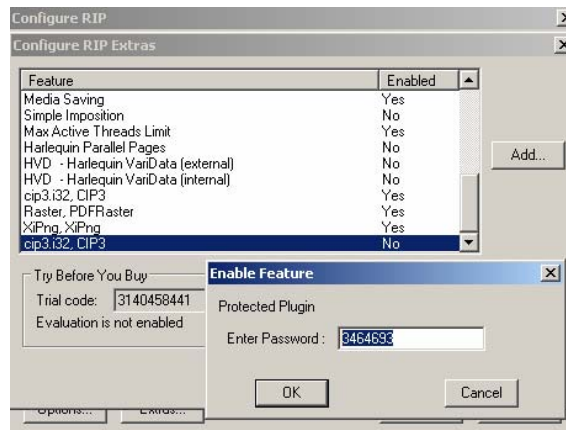 Configure RIP
Configure RIP Extras
Feature Enabled
Media Saving Yes
Simple Imposition No
Max Active Threads Limit Yes
Harlequin Parallel Pages No
HVD - Harlequin VariData (external) No
HVD - Harlequin VariData (internal) No
cip3.i32, CIP3 Yes
Raster, PDFRaster Yes
XiPng, XiPng Yes
cip3.i32, CIP3 No
Add...
Try Before You Buy
Trial code: 3140458441
Evaluation is not enabled
Enable Feature
Protected Plugin
Enter Password : 3464693
OK Cancel
Options... Extras...